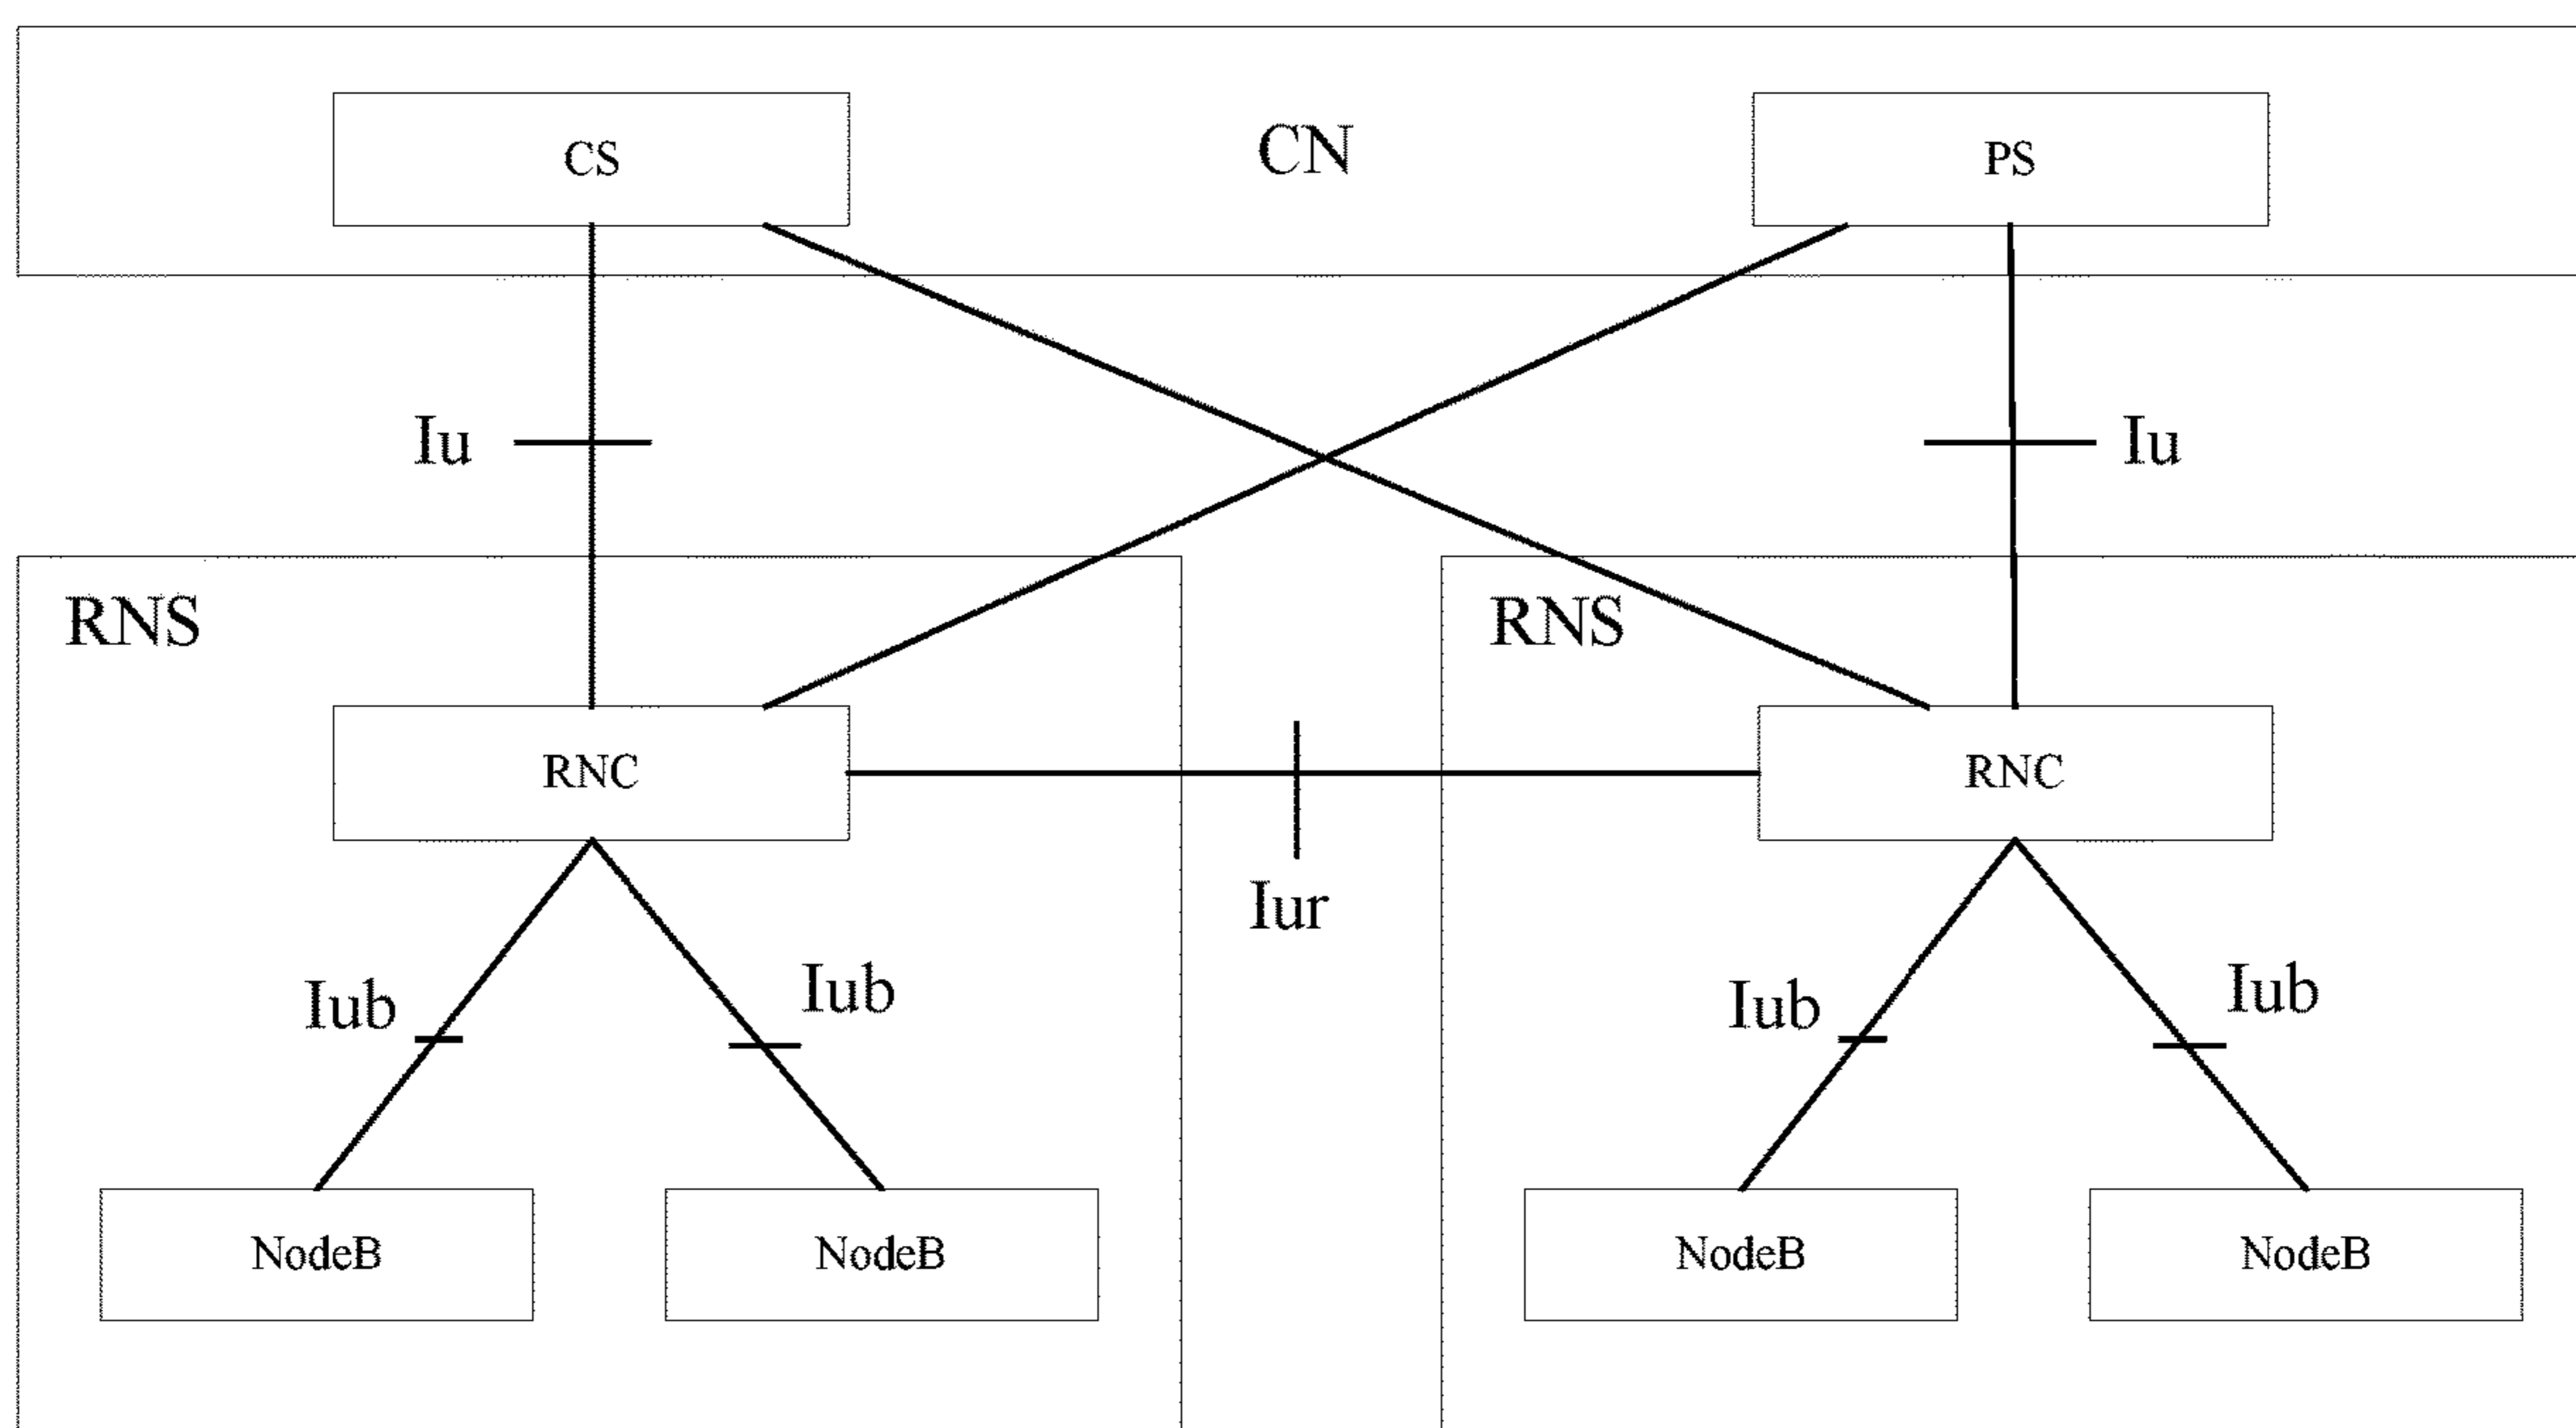 CS
CN
PS
Iu
Iu
RNS
RNS
RNC
RNC
Iur
Iub
Iub
Iub
Iub
NodeB
NodeB
NodeB
NodeB